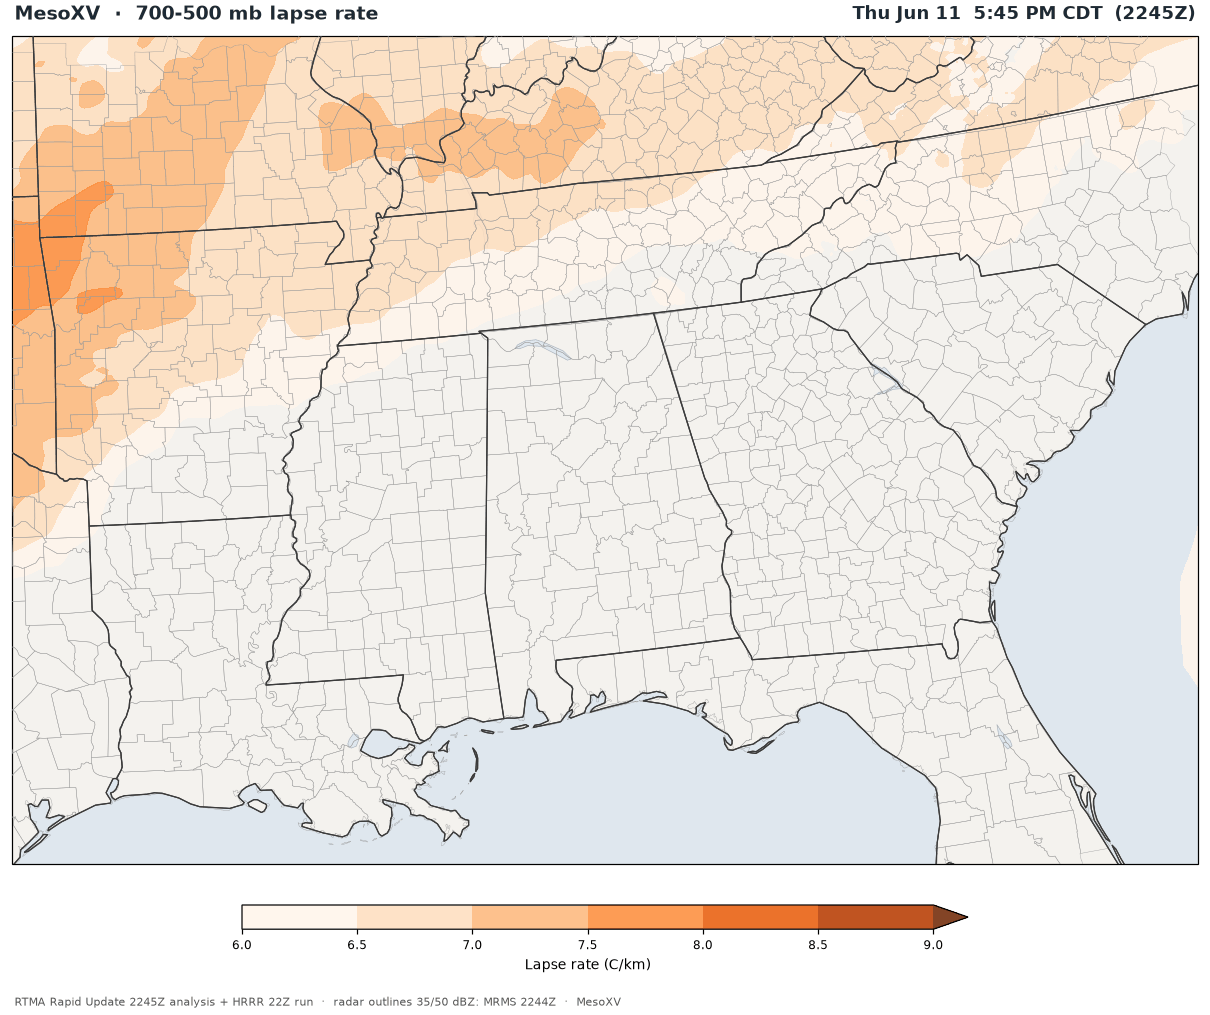 MesoXV · 700-500 mb lapse rate
Thu Jun 11 5:45 PM CDT (2245Z)
6.0 6.5 7.0 7.5 8.0 8.5 9.0
Lapse rate (C/km)
RTMA Rapid Update 2245Z analysis + HRRR 22Z run · radar outlines 35/50 dBZ: MRMS 2244Z · MesoXV